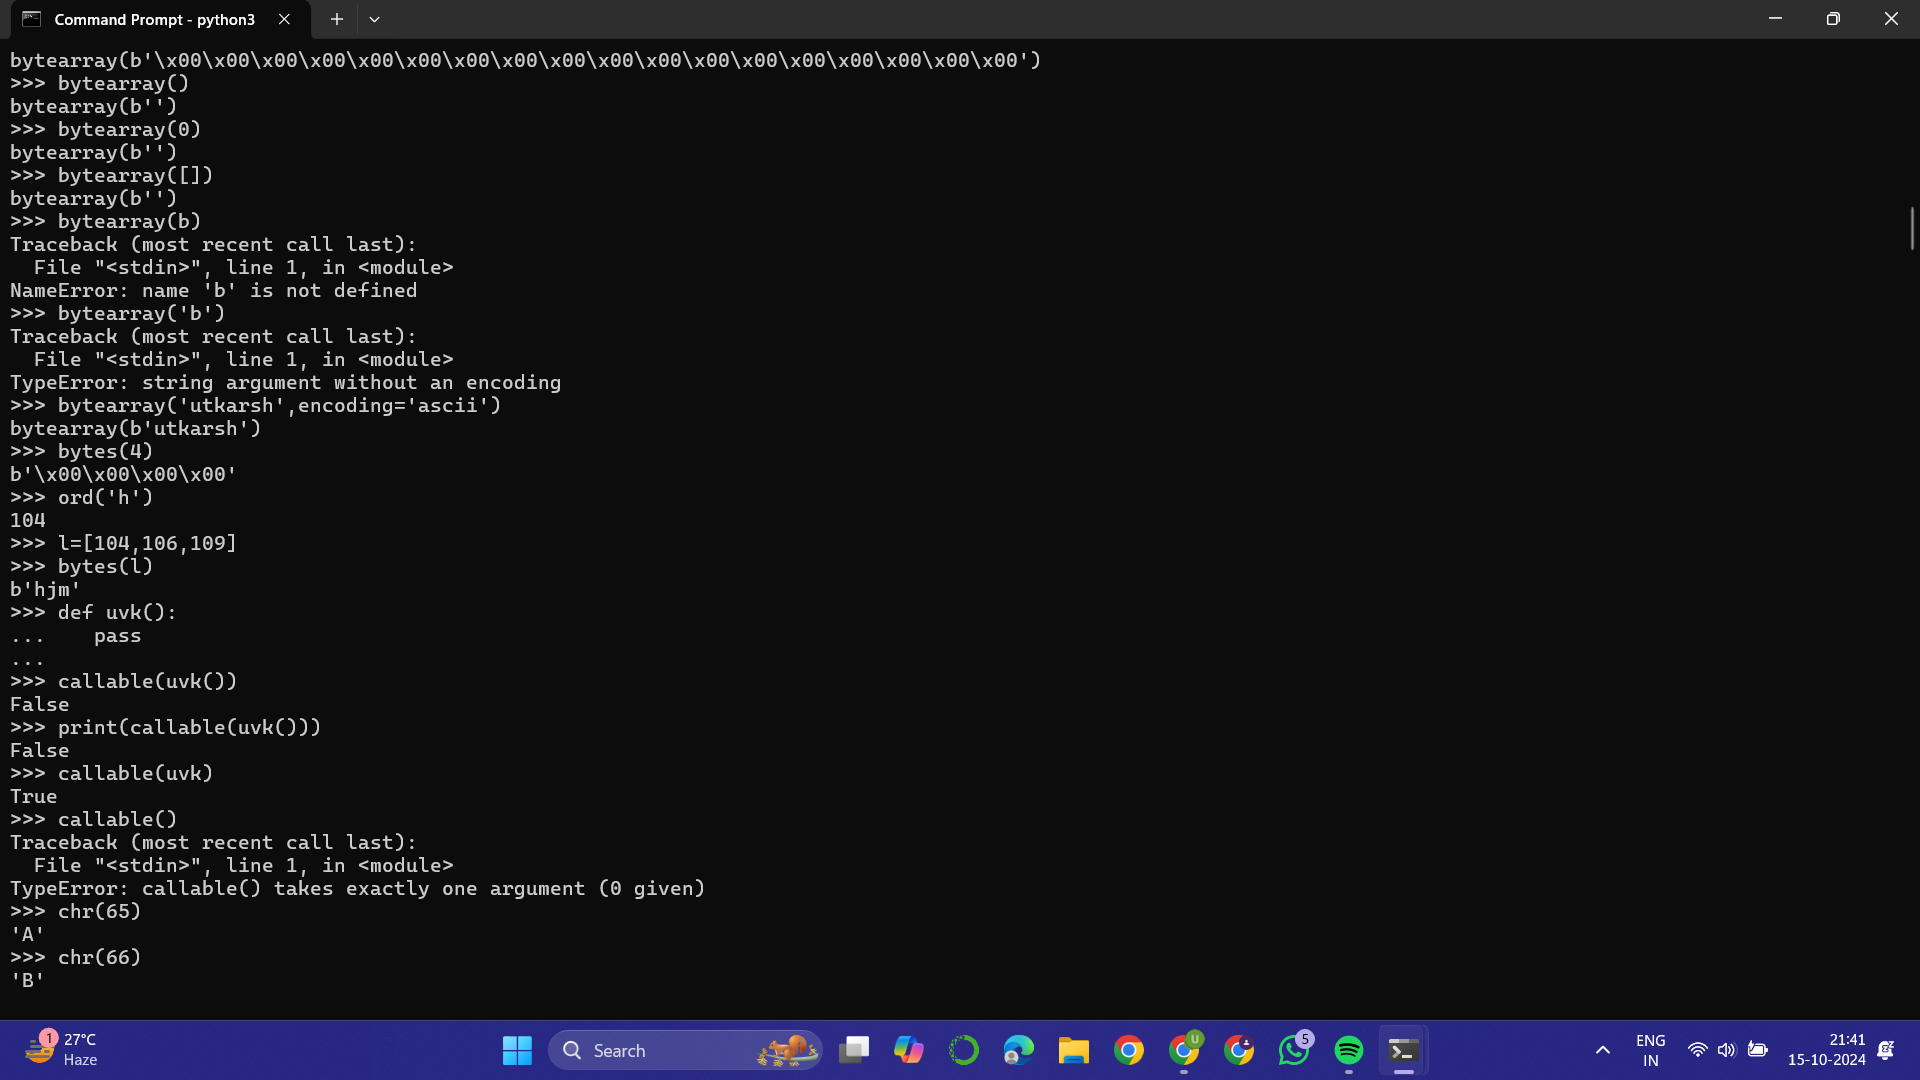 Command Prompt - python3
bytearray(b'\x00\x00\x00\x00\x00\x00\x00\x00\x00\x00\x00\x00\x00\x00\x00\x00\x00\x00')
>>> bytearray()
bytearray(b'')
>>> bytearray(0)
bytearray(b'')
>>> bytearray([])
bytearray(b'')
>>> bytearray(b)
Traceback (most recent call last):
  File "<stdin>", line 1, in <module>
NameError: name 'b' is not defined
>>> bytearray('b')
Traceback (most recent call last):
  File "<stdin>", line 1, in <module>
TypeError: string argument without an encoding
>>> bytearray('utkarsh',encoding='ascii')
bytearray(b'utkarsh')
>>> bytes(4)
b'\x00\x00\x00\x00'
>>> ord('h')
104
>>> l=[104,106,109]
>>> bytes(l)
b'hjm'
>>> def uvk():
...    pass
...
>>> callable(uvk())
False
>>> print(callable(uvk()))
False
>>> callable(uvk)
True
>>> callable()
Traceback (most recent call last):
  File "<stdin>", line 1, in <module>
TypeError: callable() takes exactly one argument (0 given)
>>> chr(65)
'A'
>>> chr(66)
'B'
1
27°C
Haze
Search
U
5
ENG
IN
21:41
15-10-2024